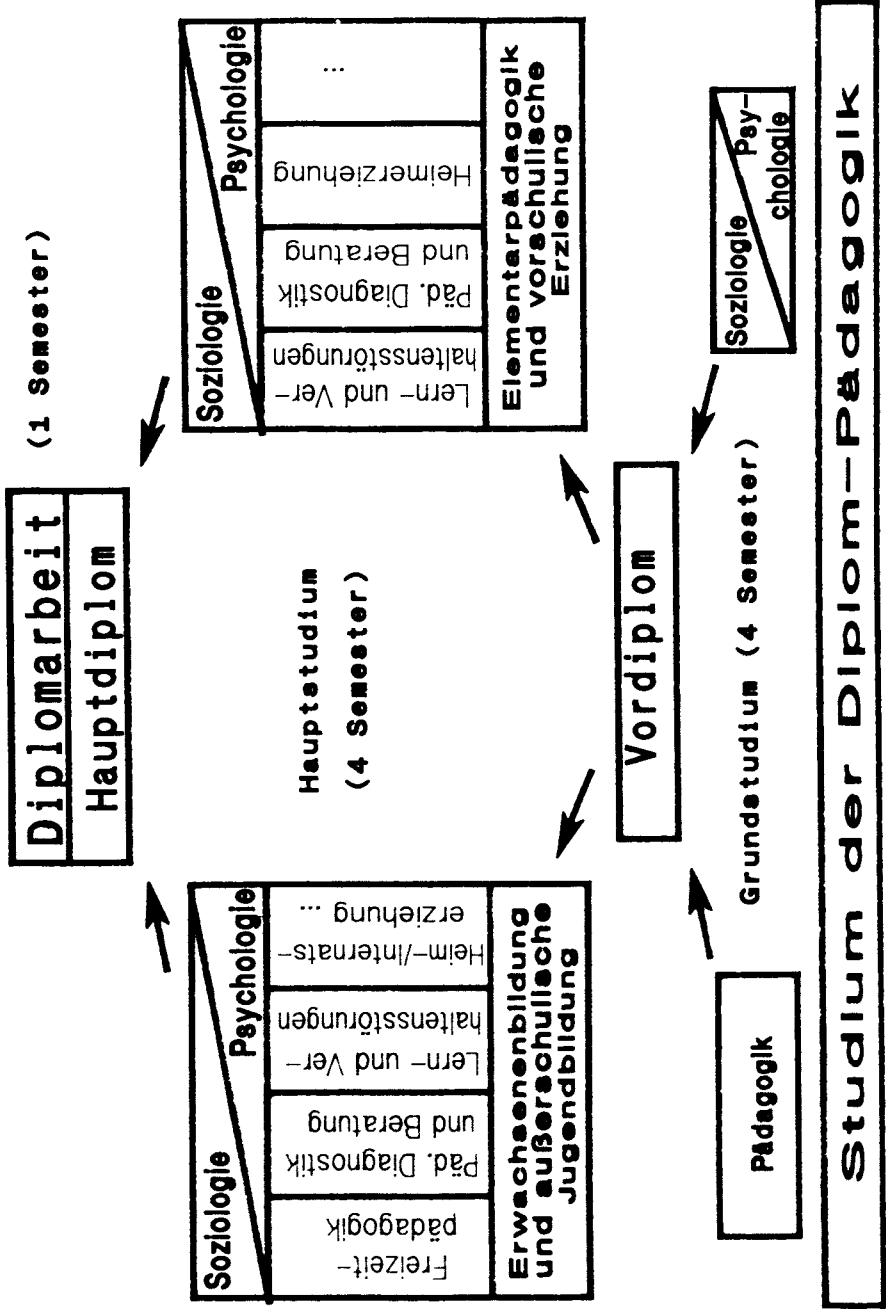 Diplomarbeit (1 Semester)
Hauptdiplom
Soziologie Psychologie
Freizeit-
pädagogik
Päd. Diagnostik
und Beratung
Lern- und Ver-
haltensstörungen
Heim-/Internats-
erziehung ...
Erwachsenenbildung
und außerschulische
Jugendbildung
Hauptstudium
(4 Semester)
Soziologie Psychologie
Lern- und Ver-
haltensstörungen
Päd. Diagnostik
und Beratung
Heimerziehung
...
Elementarpädagogik
und vorschulische
Erziehung
Vordiplom
Pädagogik
Grundstudium (4 Semester)
Soziologie
Psy-
chologie
Studium der Diplom-Pädagogik